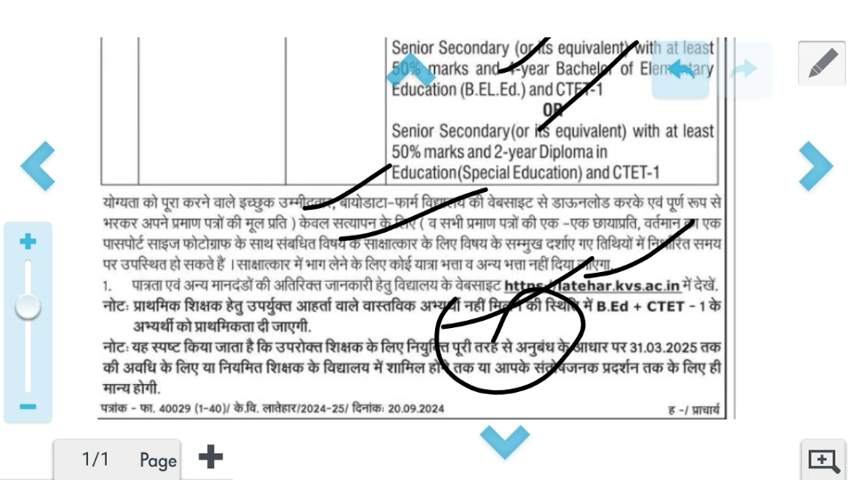 Senior Secondary (or its equivalent) with at least
50% marks and 4-year Bachelor of Elementary
Education (B.EL.Ed.) and CTET-1
OR
Senior Secondary(or its equivalent) with at least
50% marks and 2-year Diploma in
Education(Special Education) and CTET-1
योग्यता को पूरा करने वाले इच्छुक उम्मीदवार, बायोडाटा-फार्म विद्यालय की वेबसाइट से डाऊनलोड करके एवं पूर्ण रूप से
भरकर अपने प्रमाण पत्रों की मूल प्रति ) केवल सत्यापन के लिए ( व सभी प्रमाण पत्रों की एक -एक छायाप्रति, वर्तमान का एक
पासपोर्ट साइज फोटोग्राफ के साथ संबधित विषय के साक्षात्कार के लिए विषय के सम्मुख दर्शाए गए तिथियों में निर्धारित समय
पर उपस्थित हो सकते हैं । साक्षात्कार में भाग लेने के लिए कोई यात्रा भत्ता व अन्य भत्ता नहीं दिया जाएगा.
1. पात्रता एवं अन्य मानदंडों की अतिरिक्त जानकारी हेतु विद्यालय के वेबसाइट https://latehar.kvs.ac.in में देखें.
नोट: प्राथमिक शिक्षक हेतु उपर्युक्त आहर्ता वाले वास्तविक अभ्यर्थी नहीं मिलने की स्थिति में B.Ed + CTET - 1 के
अभ्यर्थी को प्राथमिकता दी जाएगी.
नोट: यह स्पष्ट किया जाता है कि उपरोक्त शिक्षक के लिए नियुक्ति पूरी तरह से अनुबंध के आधार पर 31.03.2025 तक
की अवधि के लिए या नियमित शिक्षक के विद्यालय में शामिल होने तक या आपके संतोषजनक प्रदर्शन तक के लिए ही
मान्य होगी.
पत्रांक - फा. 40029 (1-40)/ के.वि. लातेहार/2024-25/ दिनांक: 20.09.2024 ह -/ प्राचार्य
1/1 Page